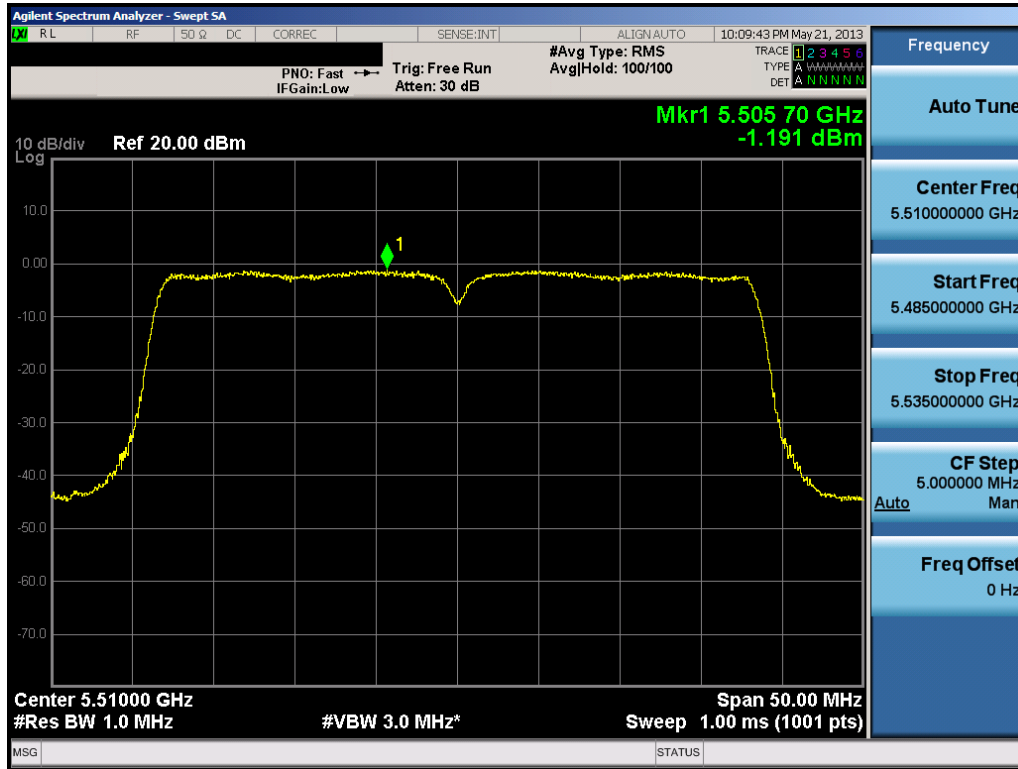 Agilent Spectrum Analyzer - Swept SA
LXI RL RF 50 Ω DC CORREC SENSE:INT ALIGN AUTO 10:09:43 PM May 21, 2013
PNO: Fast
IFGain:Low
Trig: Free Run
Atten: 30 dB
#Avg Type: RMS
Avg|Hold: 100/100
TRACE 1 2 3 4 5 6
TYPE A WWWWW
DET A N N N N N
Mkr1 5.505 70 GHz
-1.191 dBm
10 dB/div Ref 20.00 dBm
Log
10.0
1
0.00
-10.0
-20.0
-30.0
-40.0
-50.0
-60.0
-70.0
Center 5.51000 GHz Span 50.00 MHz
#Res BW 1.0 MHz #VBW 3.0 MHz* Sweep 1.00 ms (1001 pts)
MSG STATUS
Frequency
Auto Tune
Center Freq
5.510000000 GHz
Start Freq
5.485000000 GHz
Stop Freq
5.535000000 GHz
CF Step
5.000000 MHz
Auto Man
Freq Offset
0 Hz